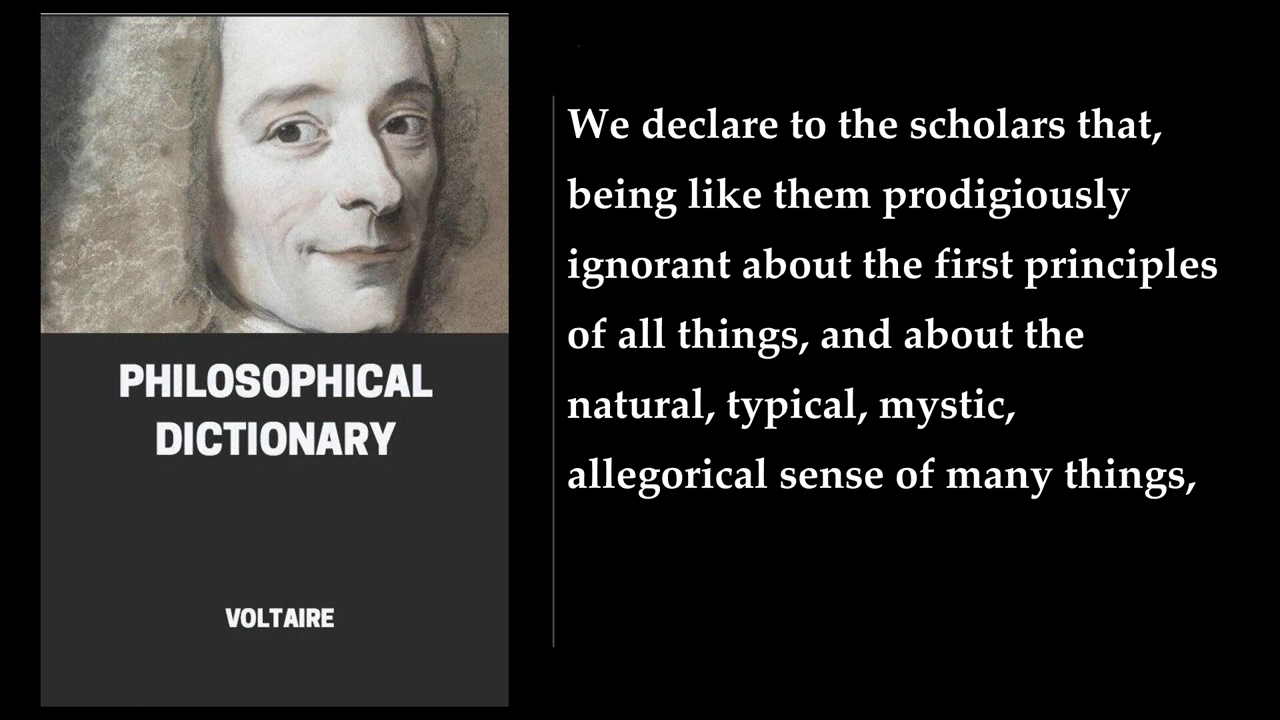 PHILOSOPHICAL
DICTIONARY
VOLTAIRE
We declare to the scholars that,
being like them prodigiously
ignorant about the first principles
of all things, and about the
natural, typical, mystic,
allegorical sense of many things,